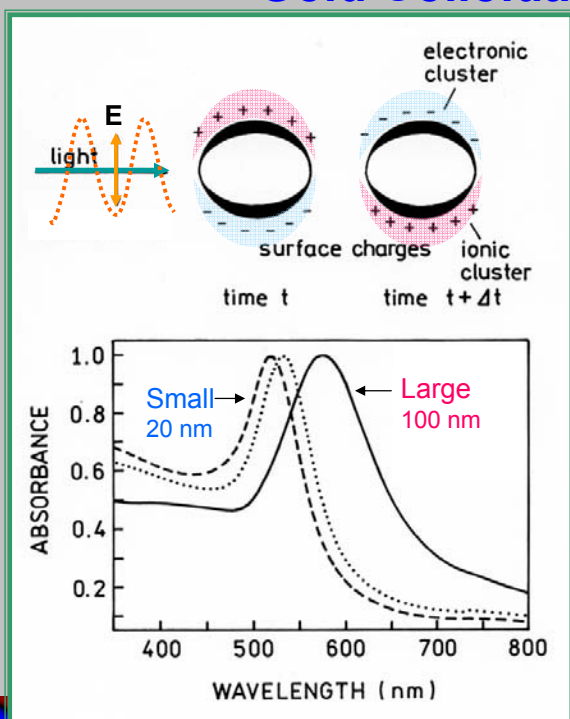 electronic
cluster
E
light
+ + + + + +
- - - - - -
- - - - - -
+ + + + + + +
surface charges
ionic
cluster
time t
time t + Δt
ABSORBANCE
1.0
0.8
0.6
0.4
0.2
Small
20 nm
Large
100 nm
400 500 600 700 800
WAVELENGTH (nm)